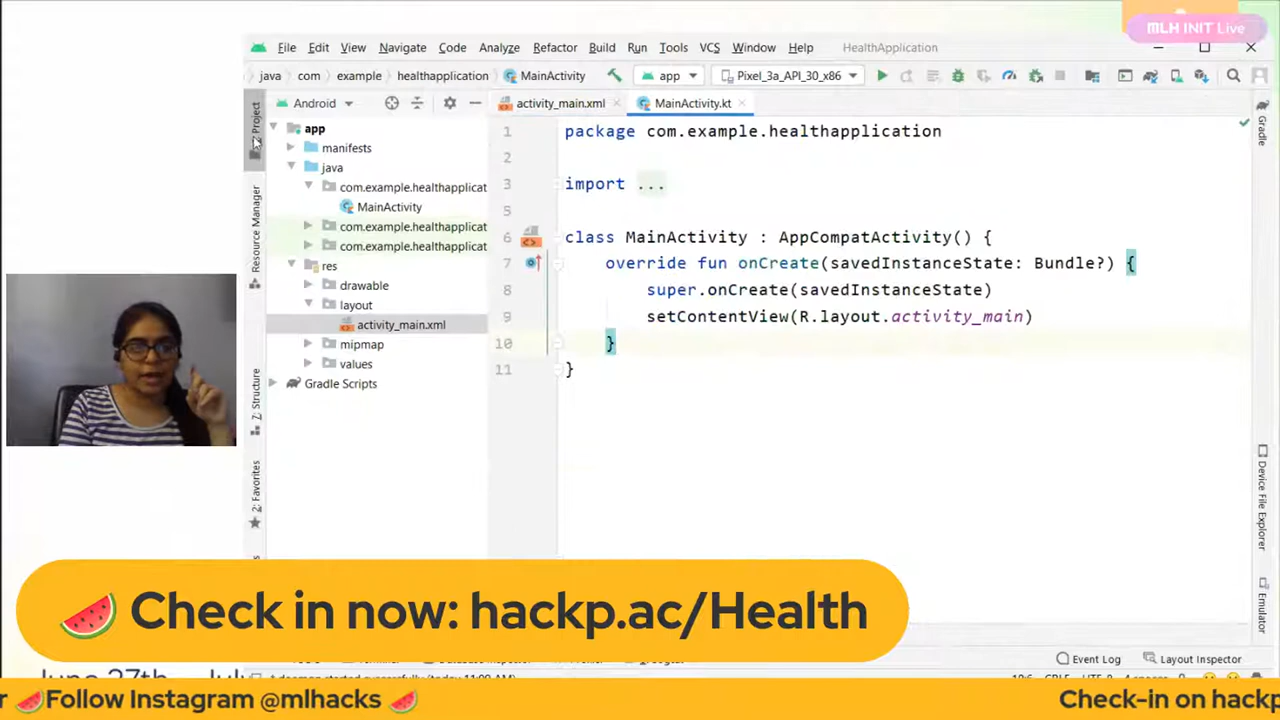 MLH INIT Live
File Edit View Navigate Code Analyze Refactor Build Run Tools VCS Window Help HealthApplication
java com example healthapplication MainActivity app Pixel_3a_API_30_x86
Android
activity_main.xml MainActivity.kt
Project
Resource Manager
Z: Structure
2: Favorites
app
manifests
java
com.example.healthapplicat
MainActivity
com.example.healthapplicat
com.example.healthapplicat
res
drawable
layout
activity_main.xml
mipmap
values
Gradle Scripts
1 package com.example.healthapplication
2
3 import ...
5
6 class MainActivity : AppCompatActivity() {
7 override fun onCreate(savedInstanceState: Bundle?) {
8 super.onCreate(savedInstanceState)
9 setContentView(R.layout.activity_main)
10 }
11 }
Gradle
Device File Explorer
Emulator
🍉 Check in now: hackp.ac/Health
Event Log Layout Inspector
🍉Follow Instagram @mlhacks 🍉
Check-in on hackp